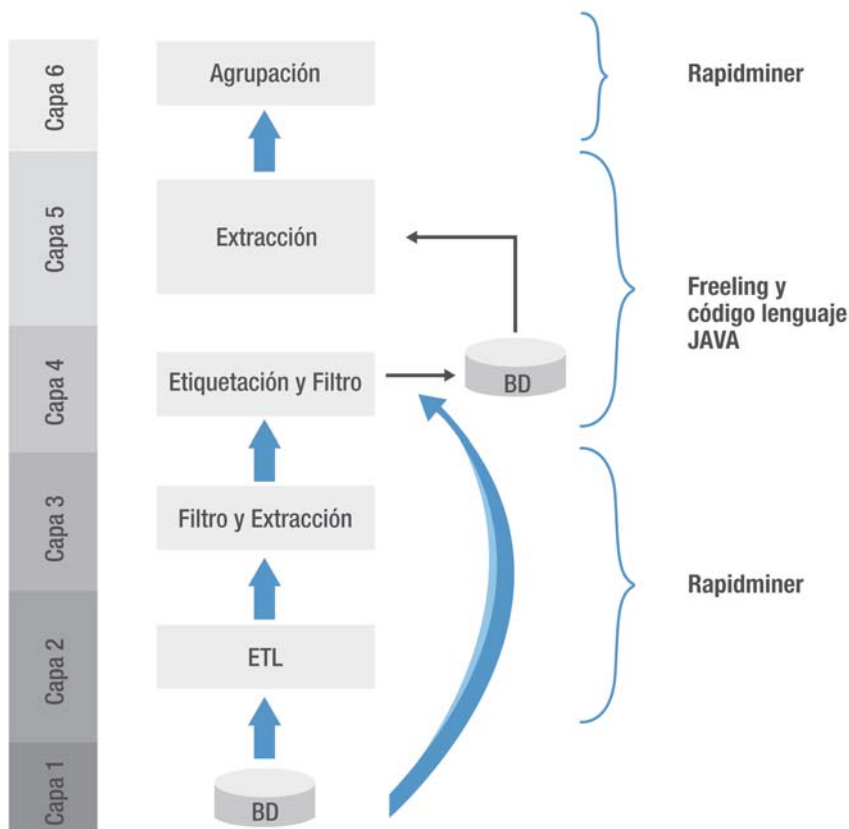 Capa 6
Agrupación
Rapidminer
Capa 5
Extracción
Freeling y
código lenguaje
JAVA
Capa 4
Etiquetación y Filtro
BD
Capa 3
Filtro y Extracción
Rapidminer
Capa 2
ETL
Capa 1
BD